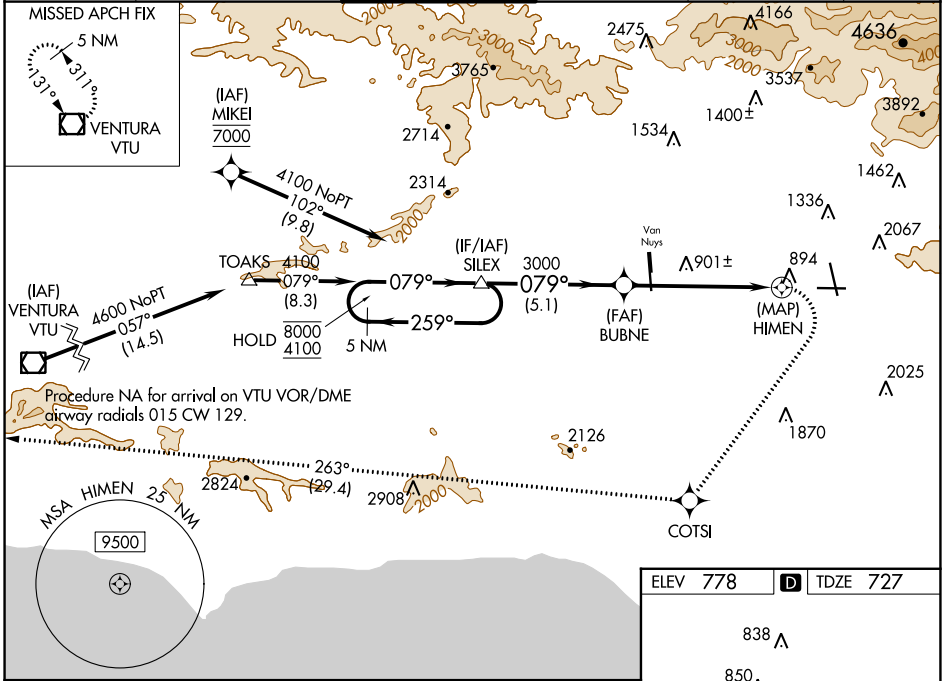 MISSED APCH FIX
5 NM
311°
131°
VENTURA
VTU
(IAF)
MIKEI
7000
4100 NoPT
102°
(9.8)
2000
3000
3765
2714
2314
2000
2475
4166
3000
2000
4636
400
3537
1400±
3892
1534
1462
1336
2067
TOAKS
4100
079°
(8.3)
079°
(IF/IAF)
SILEX
3000
079°
(5.1)
Van
Nuys
901±
894
(FAF)
BUBNE
(MAP)
HIMEN
(IAF)
VENTURA
VTU
4600 NoPT
057°
(14.5)
HOLD
8000
4100
5 NM
259°
Procedure NA for arrival on VTU VOR/DME
airway radials 015 CW 129.
2025
1870
2126
263°
(29.4)
2824
2908
2000
COTSI
MSA HIMEN 25 NM
9500
ELEV 778
D
TDZE 727
838
850